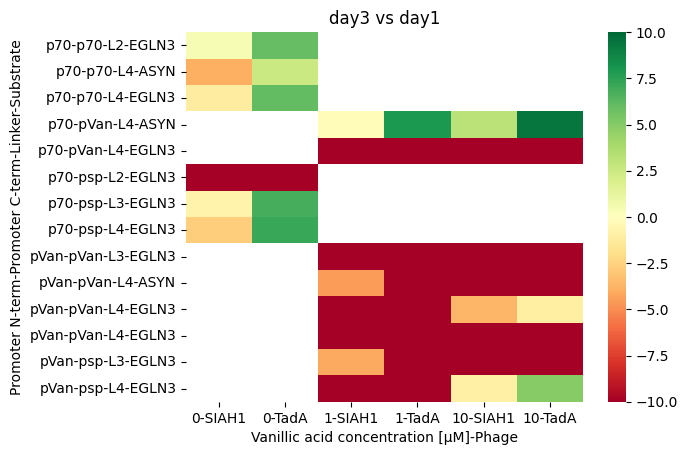 day3 vs day1
Promoter N-term-Promoter C-term-Linker-Substrate
p70-p70-L2-EGLN3
p70-p70-L4-ASYN
p70-p70-L4-EGLN3
p70-pVan-L4-ASYN
p70-pVan-L4-EGLN3
p70-psp-L2-EGLN3
p70-psp-L3-EGLN3
p70-psp-L4-EGLN3
pVan-pVan-L3-EGLN3
pVan-pVan-L4-ASYN
pVan-pVan-L4-EGLN3
pVan-pVan-L4-EGLN3
pVan-psp-L3-EGLN3
pVan-psp-L4-EGLN3
0-SIAH1 0-TadA 1-SIAH1 1-TadA 10-SIAH1 10-TadA
Vanillic acid concentration [μM]-Phage
10.0
7.5
5.0
2.5
0.0
−2.5
−5.0
−7.5
−10.0